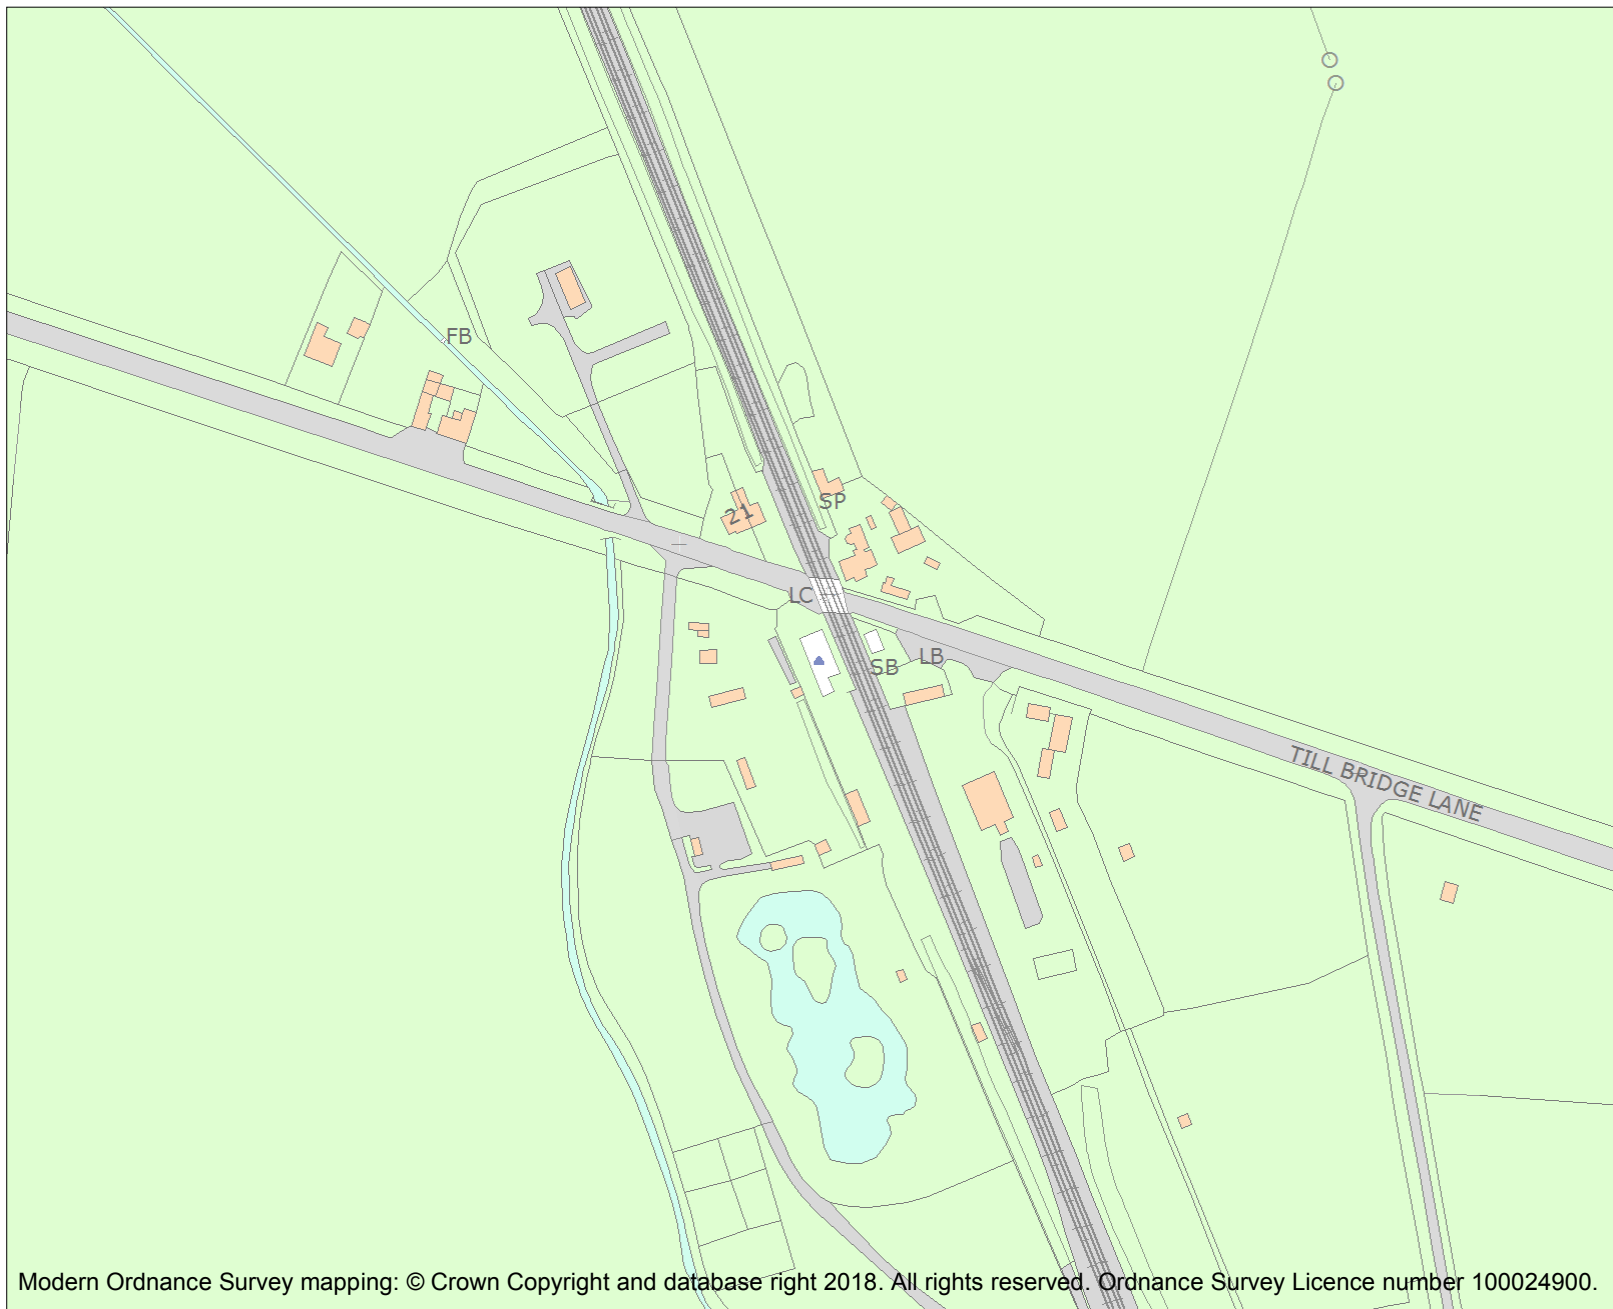 FB
SP
21
LC
LB
SB
TILL BRIDGE LANE
Modern Ordnance Survey mapping: © Crown Copyright and database right 2018. All rights reserved. Ordnance Survey Licence number 100024900.